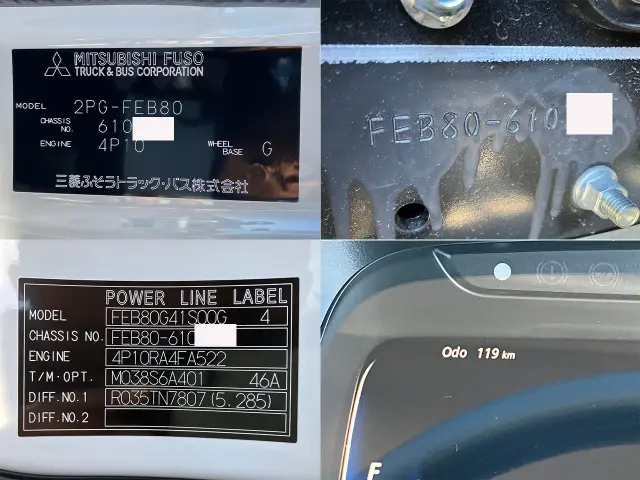 MITSUBISHI FUSO
TRUCK & BUS CORPORATION
MODEL 2PG-FEB80
CHASSIS NO. 610
ENGINE 4P10 WHEEL BASE G
三菱ふそうトラック・バス株式会社
FEB80-610
POWER LINE LABEL
MODEL FEB80G41S00G 4
CHASSIS NO. FEB80-610
ENGINE 4P10RA4FA522
T/M・OPT. M038S6A401 46A
DIFF.NO.1 R035TN7807(5.285)
DIFF.NO.2
Odo 119 km
F